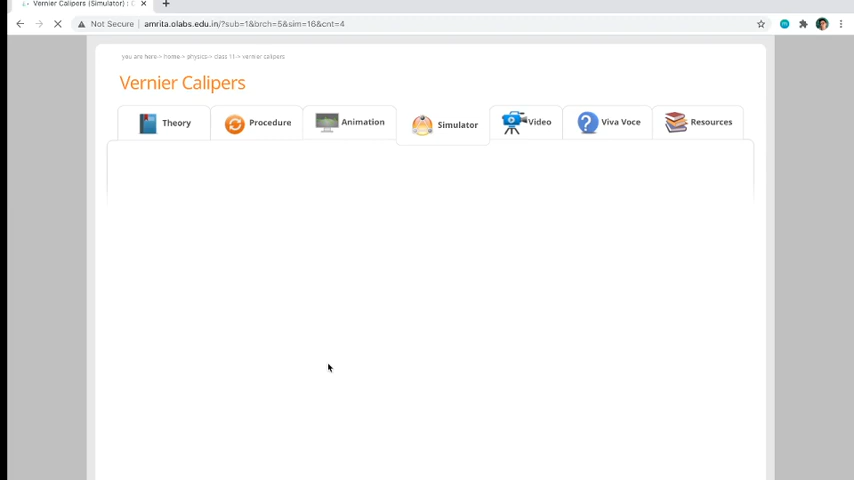 Vernier Calipers (Simulator) :
Not Secure | amrita.olabs.edu.in/?sub=1&brch=5&sim=16&cnt=4
you are here > home > physics > class 11 > vernier calipers
Vernier Calipers
Theory Procedure Animation Simulator Video Viva Voce Resources